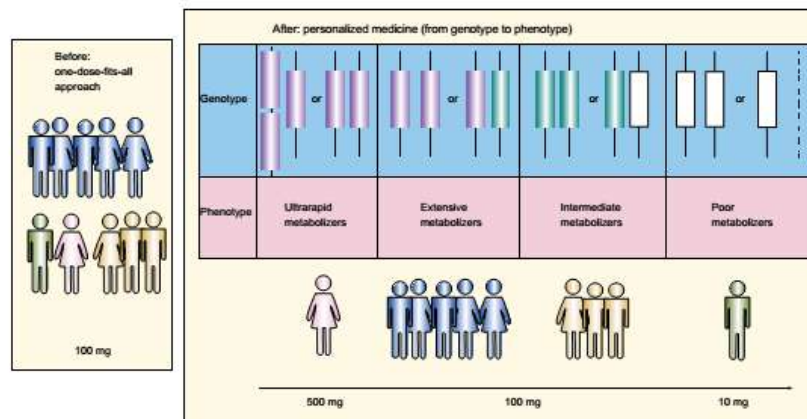 Before:
one-dose-fits-all
approach
100 mg
After: personalized medicine (from genotype to phenotype)
Genotype
or
or
or
or
Phenotype
Ultrarapid
metabolizers
Extensive
metabolizers
Intermediate
metabolizers
Poor
metabolizers
500 mg
100 mg
10 mg